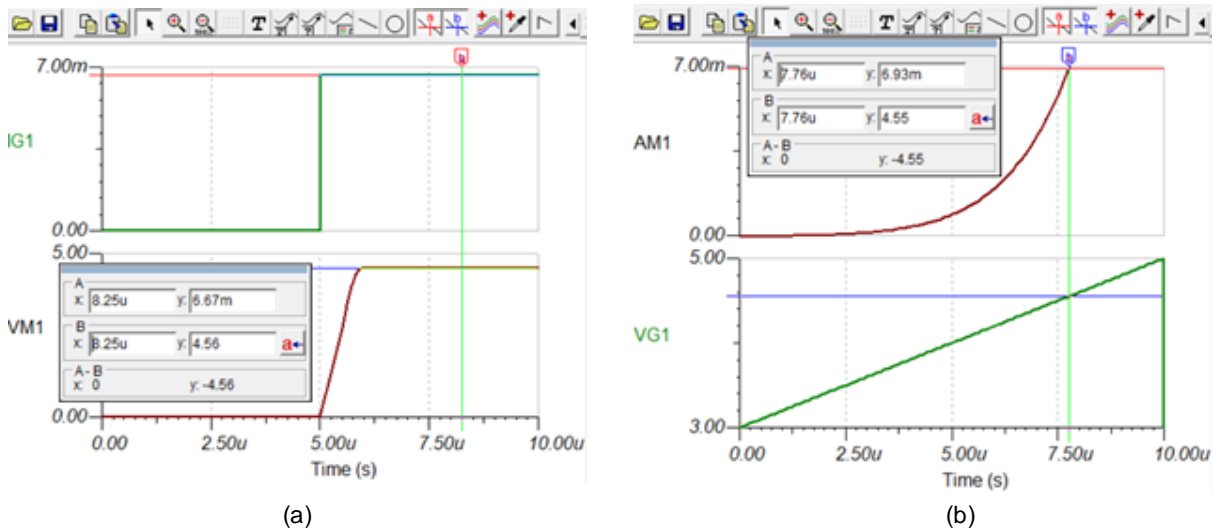 T
7.00m
IG1
0.00
5.00
A
x: 8.25u y: 6.67m
B
x: 8.25u y: 4.56
a
A - B
x: 0 y: -4.56
VM1
0.00
0.00 2.50u 5.00u 7.50u 10.00u
Time (s)
b
(a)
T
A
x: 7.76u y: 6.93m
B
x: 7.76u y: 4.55
a
A - B
x: 0 y: -4.55
7.00m
AM1
0.00
5.00
VG1
3.00
0.00 2.50u 5.00u 7.50u 10.00u
Time (s)
b
(b)